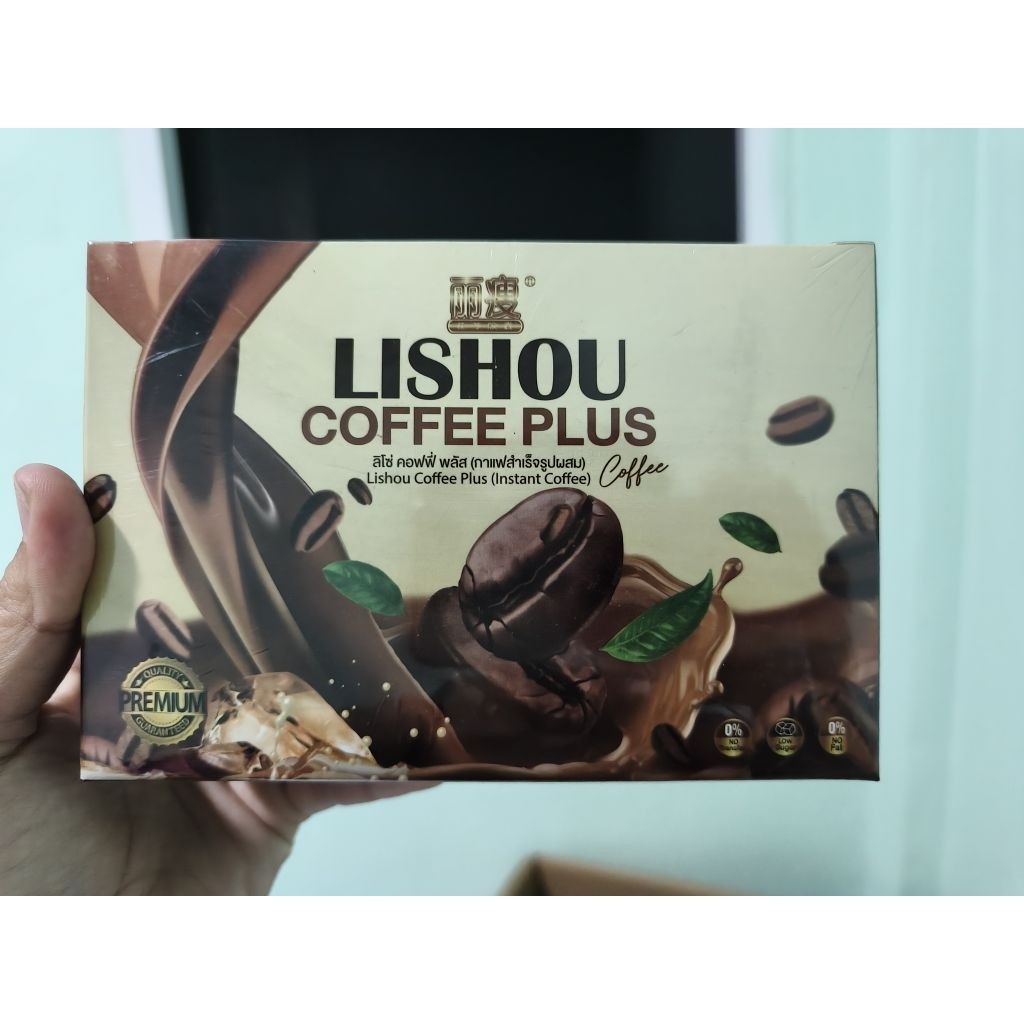 丽瘦
LISHOU
COFFEE PLUS
ลิโซ่ คอฟฟี่ พลัส (กาแฟสำเร็จรูปผสม)
Lishou Coffee Plus (Instant Coffee)
Coffee
QUALITY
PREMIUM
GUARANTEED
0%
NO
LOW
Sugar
0%
NO
Fat